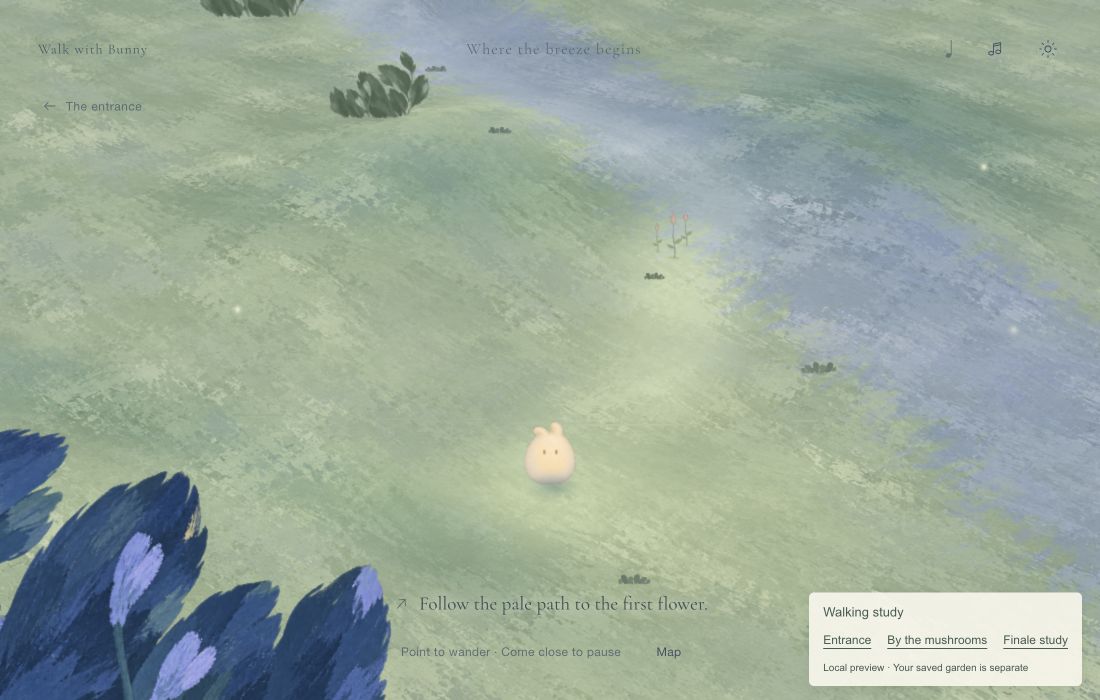 Walk with Bunny
Where the breeze begins
The entrance
Follow the pale path to the first flower.
Point to wander · Come close to pause
Map
Walking study
Entrance
By the mushrooms
Finale study
Local preview · Your saved garden is separate